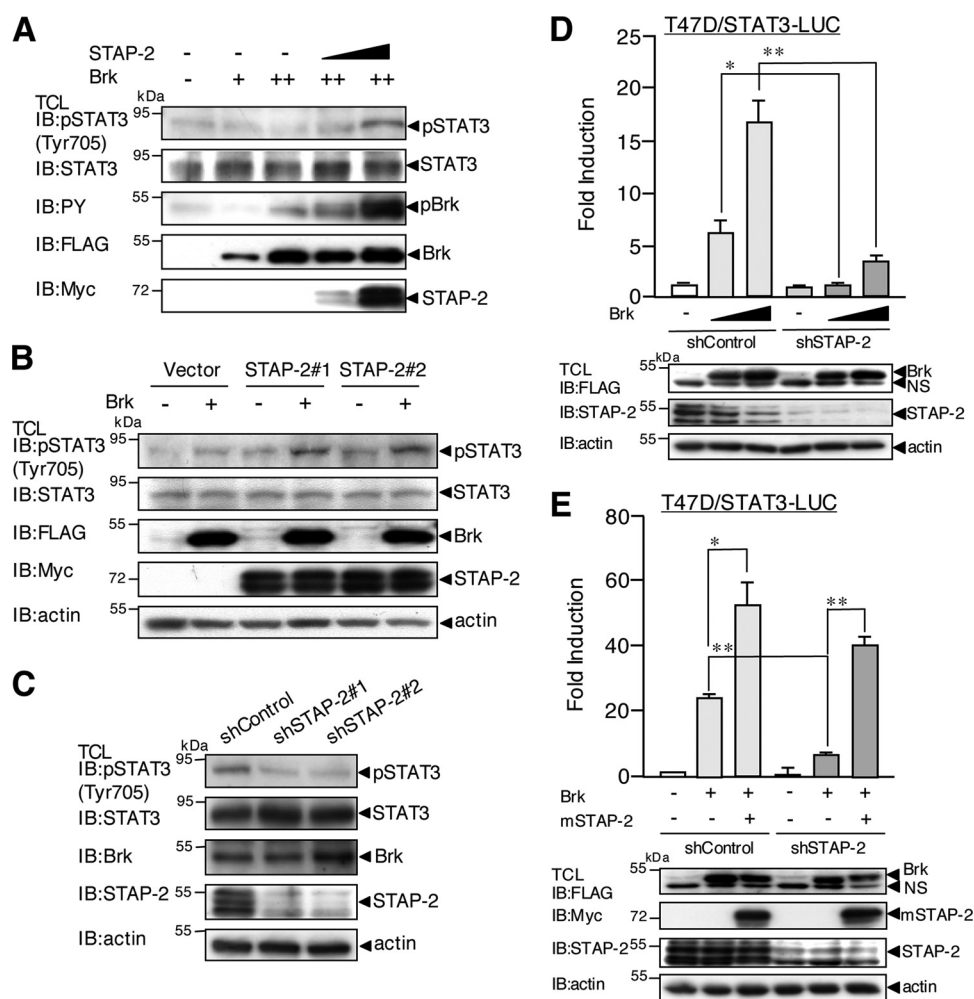 A
STAP-2 - - -
Brk - + ++ ++ ++
kDa
TCL
IB:pSTAT3
(Tyr705)
95
pSTAT3
IB:STAT3
95
STAT3
IB:PY
55
pBrk
IB:FLAG
55
Brk
IB:Myc
72
STAP-2
B
Vector STAP-2#1 STAP-2#2
Brk - + - + - +
kDa
TCL
IB:pSTAT3
(Tyr705)
95
pSTAT3
IB:STAT3
95
STAT3
IB:FLAG
55
Brk
IB:Myc
72
STAP-2
IB:actin
55
actin
C
shControl
shSTAP-2#1
shSTAP-2#2
kDa
TCL
IB:pSTAT3
(Tyr705)
95
pSTAT3
IB:STAT3
95
STAT3
IB:Brk
55
Brk
IB:STAP-2
55
STAP-2
IB:actin
55
actin
D
T47D/STAT3-LUC
Fold Induction
25
20
15
10
5
0
*
**
Brk - -
shControl shSTAP-2
kDa
TCL
IB:FLAG
55
Brk
NS
IB:STAP-2
55
STAP-2
IB:actin
55
actin
E
T47D/STAT3-LUC
Fold Induction
80
60
40
20
0
*
**
**
Brk - + + - + +
mSTAP-2 - - + - - +
shControl shSTAP-2
kDa
TCL
IB:FLAG
55
Brk
NS
IB:Myc
72
mSTAP-2
IB:STAP-2
55
STAP-2
IB:actin
55
actin